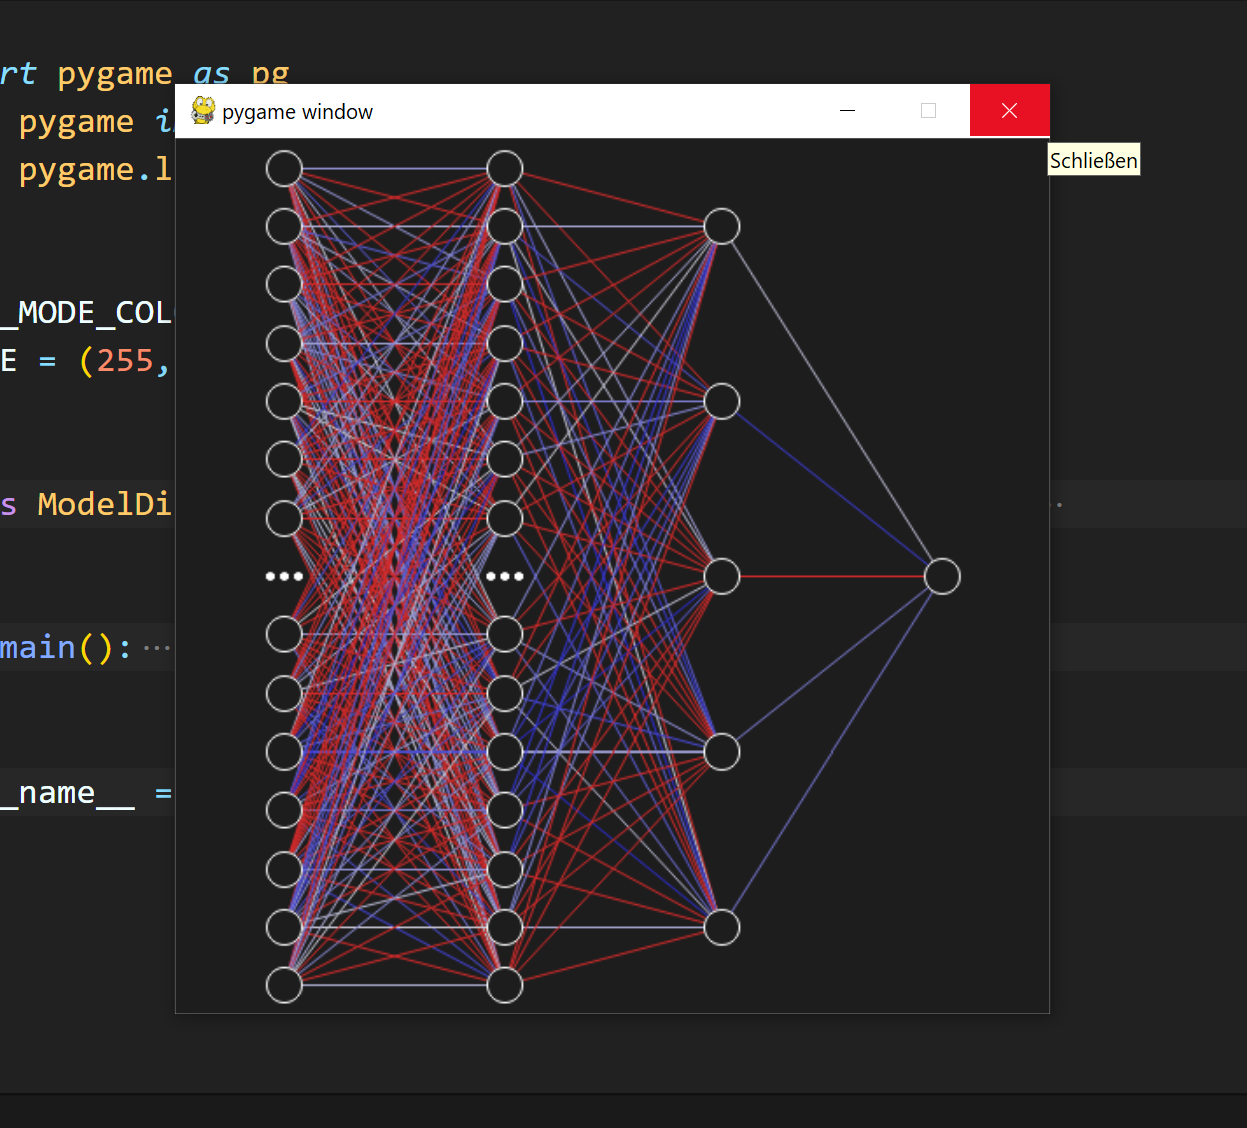 rt pygame as pg
pygame window
pygame i
pygame.l
Schließen
_MODE_COL
E = (255,
s ModelDi
main():
_name__ =